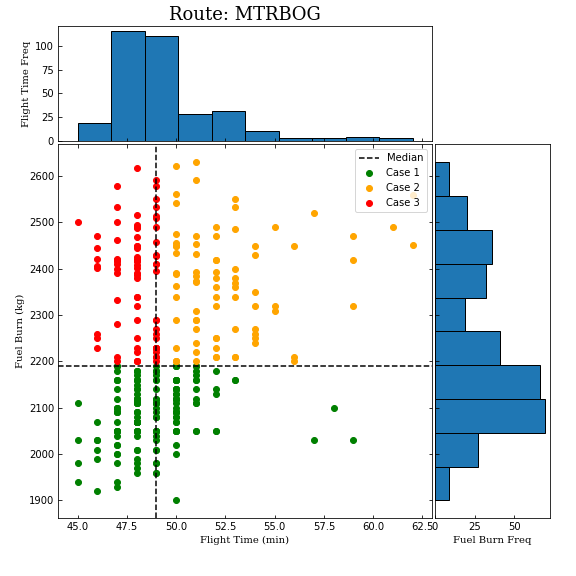 Route: MTRBOG
Flight Time Freq
100
75
50
25
0
Median
Case 1
Case 2
Case 3
Fuel Burn (kg)
2600
2500
2400
2300
2200
2100
2000
1900
45.0 47.5 50.0 52.5 55.0 57.5 60.0 62.5
Flight Time (min)
0 25 50
Fuel Burn Freq